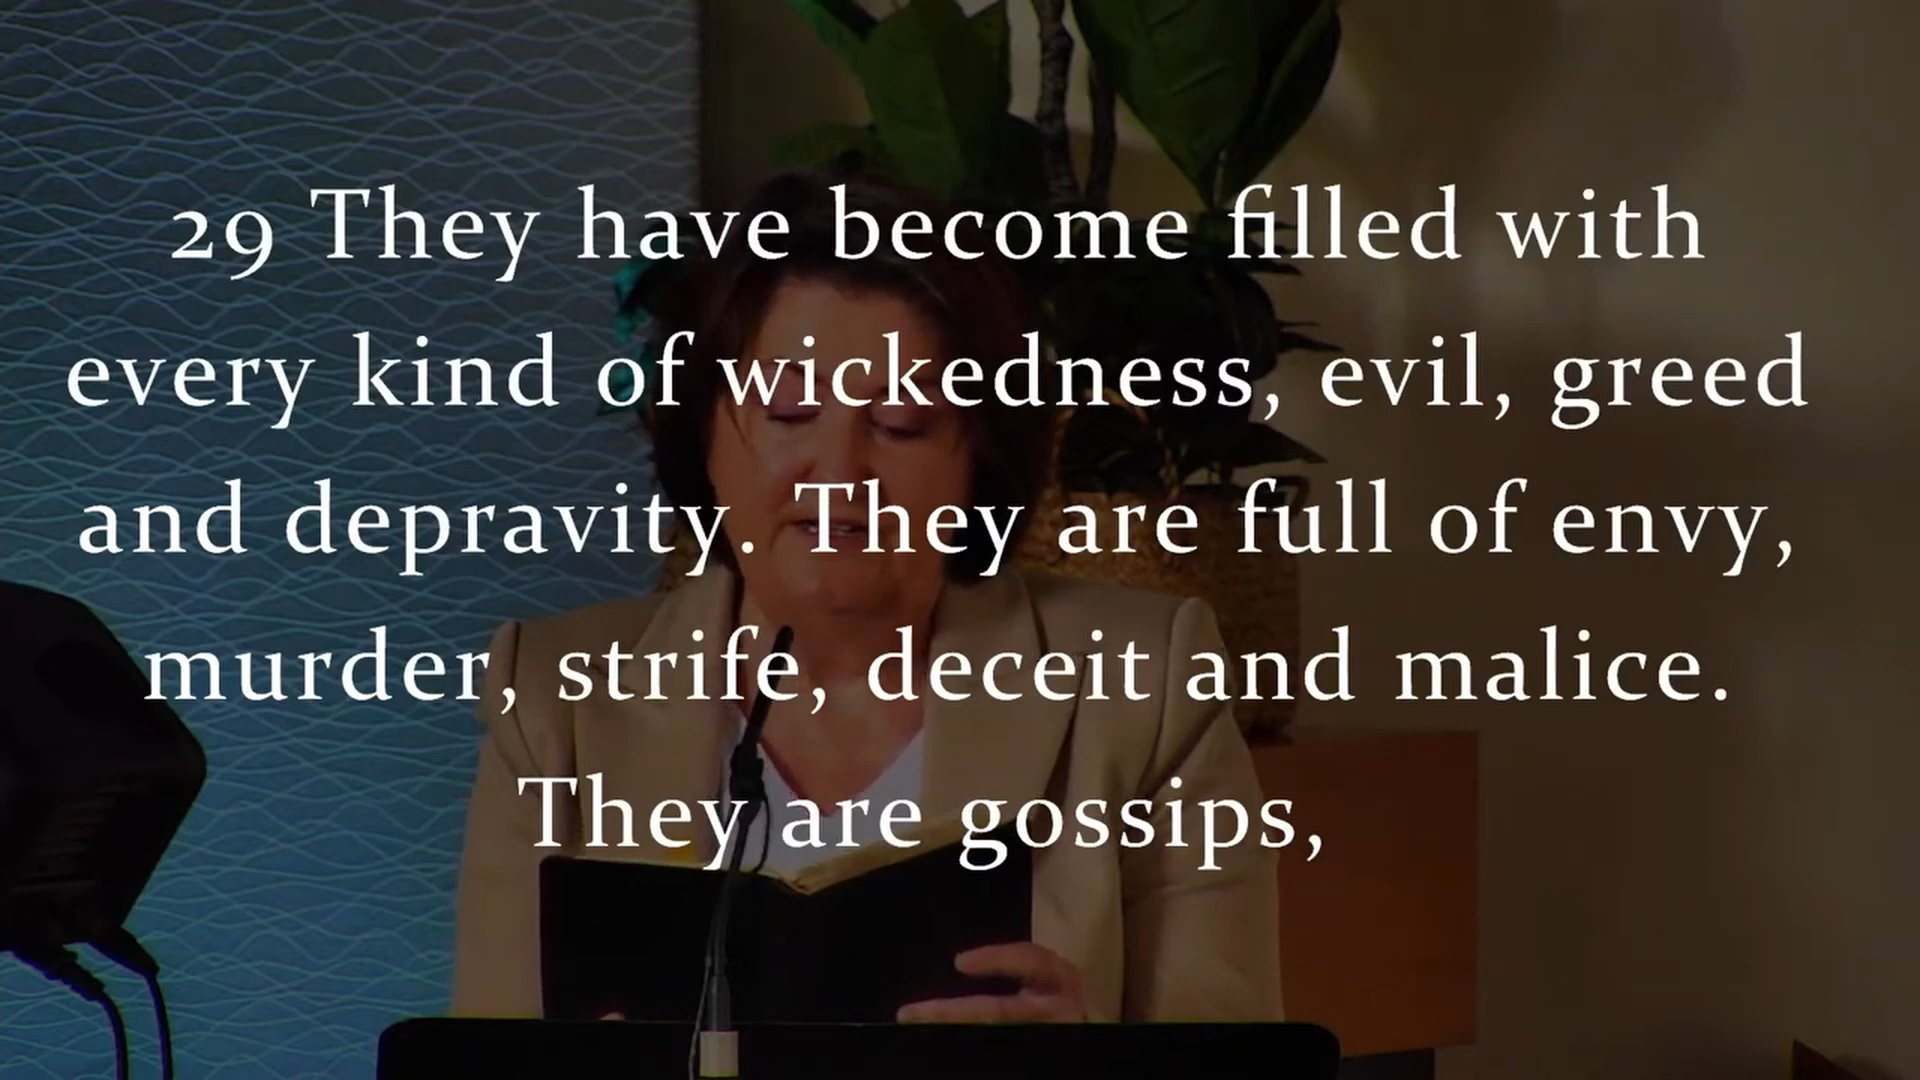 29 They have become filled with
every kind of wickedness, evil, greed
and depravity. They are full of envy,
murder, strife, deceit and malice.
They are gossips,